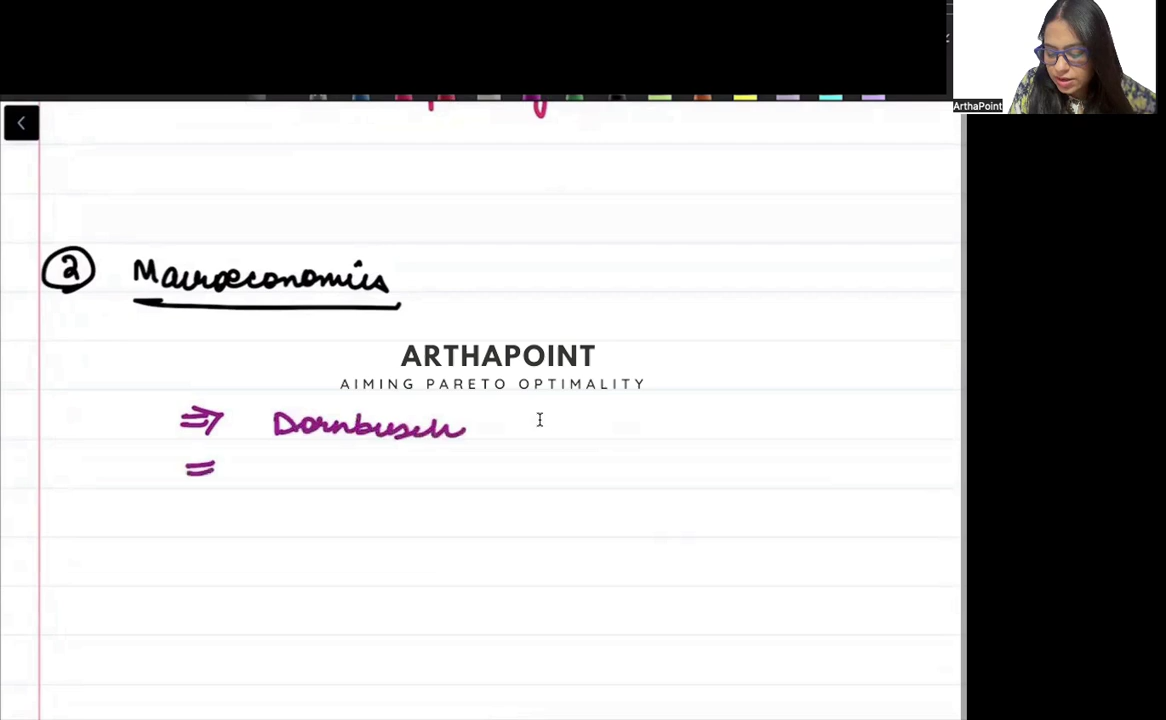 ArthaPoint
② Macroeconomics
ARTHAPOINT
AIMING PARETO OPTIMALITY
⇒ Dornbusch
=